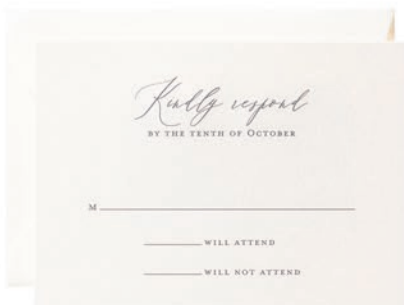 Kindly respond
BY THE TENTH OF OCTOBER
M
WILL ATTEND
WILL NOT ATTEND